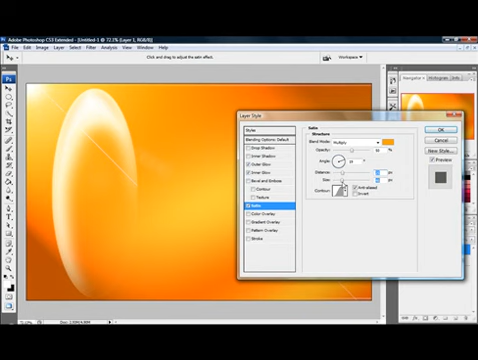 Adobe Photoshop CS3 Extended - [Untitled-1 @ 72.2% (Layer 1, RGB/8)]
File Edit Image Layer Select Filter Analysis View Window Help
Click and drag to adjust the satin effect.
Workspace
Navigator Histogram Info
Layer Style
Styles
Blending Options: Default
Drop Shadow
Inner Shadow
Outer Glow
Inner Glow
Bevel and Emboss
Contour
Texture
Satin
Color Overlay
Gradient Overlay
Pattern Overlay
Stroke
Satin
Structure
Blend Mode: Multiply
Opacity: %
Angle: °
Distance: px
Size: px
Contour: Anti-aliased
Invert
OK
Cancel
New Style...
Preview